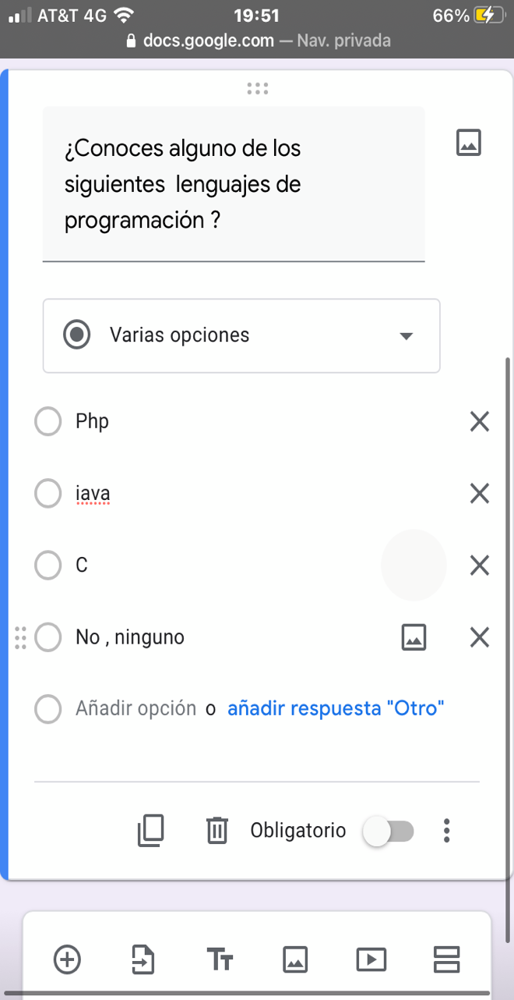 AT&T 4G 19:51 66%
docs.google.com — Nav. privada
¿Conoces alguno de los
siguientes lenguajes de
programación ?
Varias opciones
Php
iava
C
No , ninguno
Añadir opción o añadir respuesta "Otro"
Obligatorio
Tt